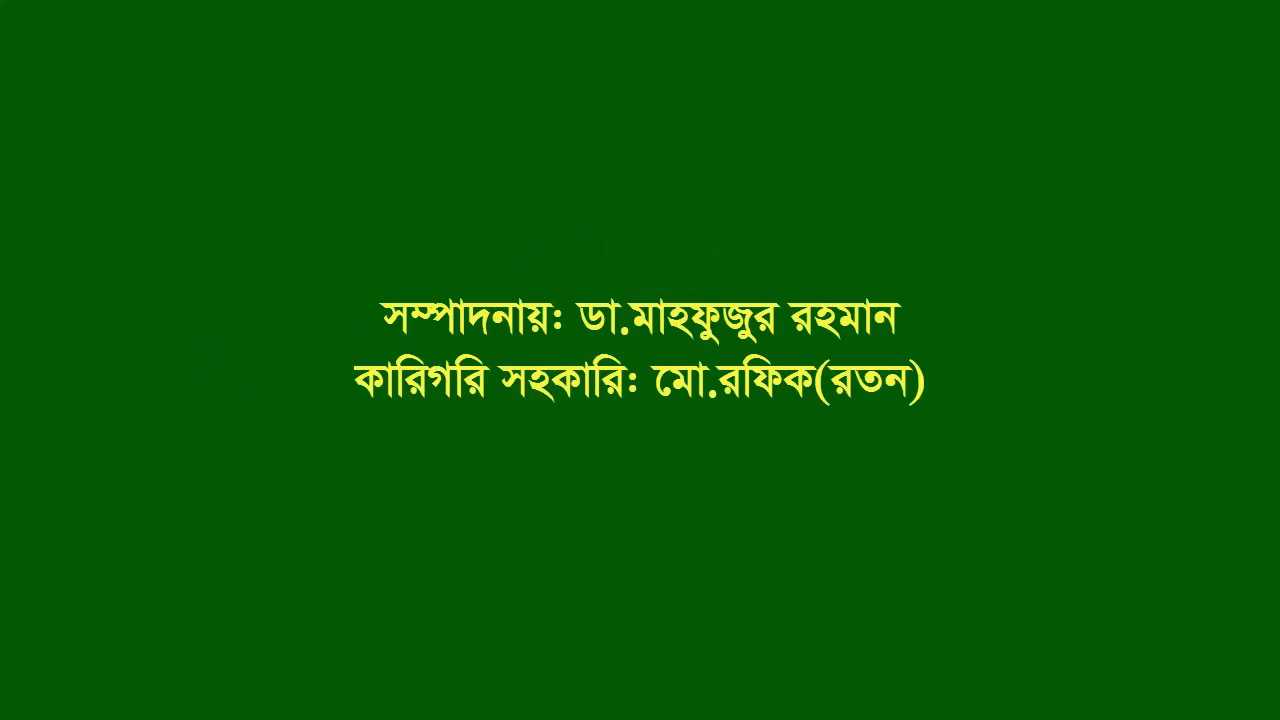 সম্পাদনায়: ডা.মাহফুজুর রহমান
কারিগরি সহকারি: মো.রফিক(রতন)